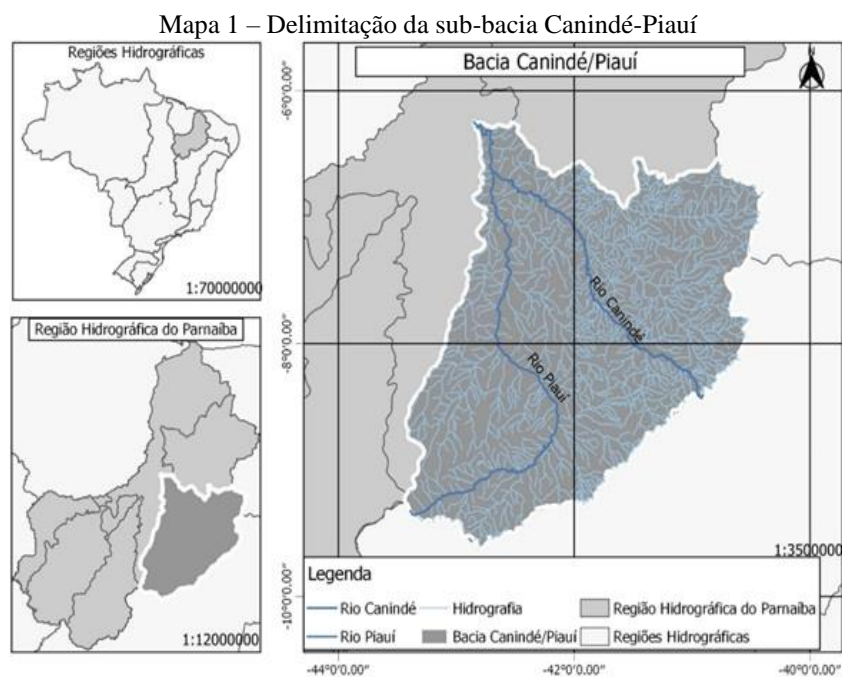 Mapa 1 – Delimitação da sub-bacia Canindé-Piauí
Regiões Hidrográficas
1:70000000
Região Hidrográfica do Parnaíba
1:12000000
Bacia Canindé/Piauí
N
-6°0'0.00"
-8°0'0.00"
-10°0'0.00"
Rio Canindé
Rio Piauí
1:3500000
Legenda
Rio Canindé Hidrografia Região Hidrográfica do Parnaíba
Rio Piauí Bacia Canindé/Piauí Regiões Hidrográficas
-44°0'0.00" -42°0'0.00" -40°0'0.00"